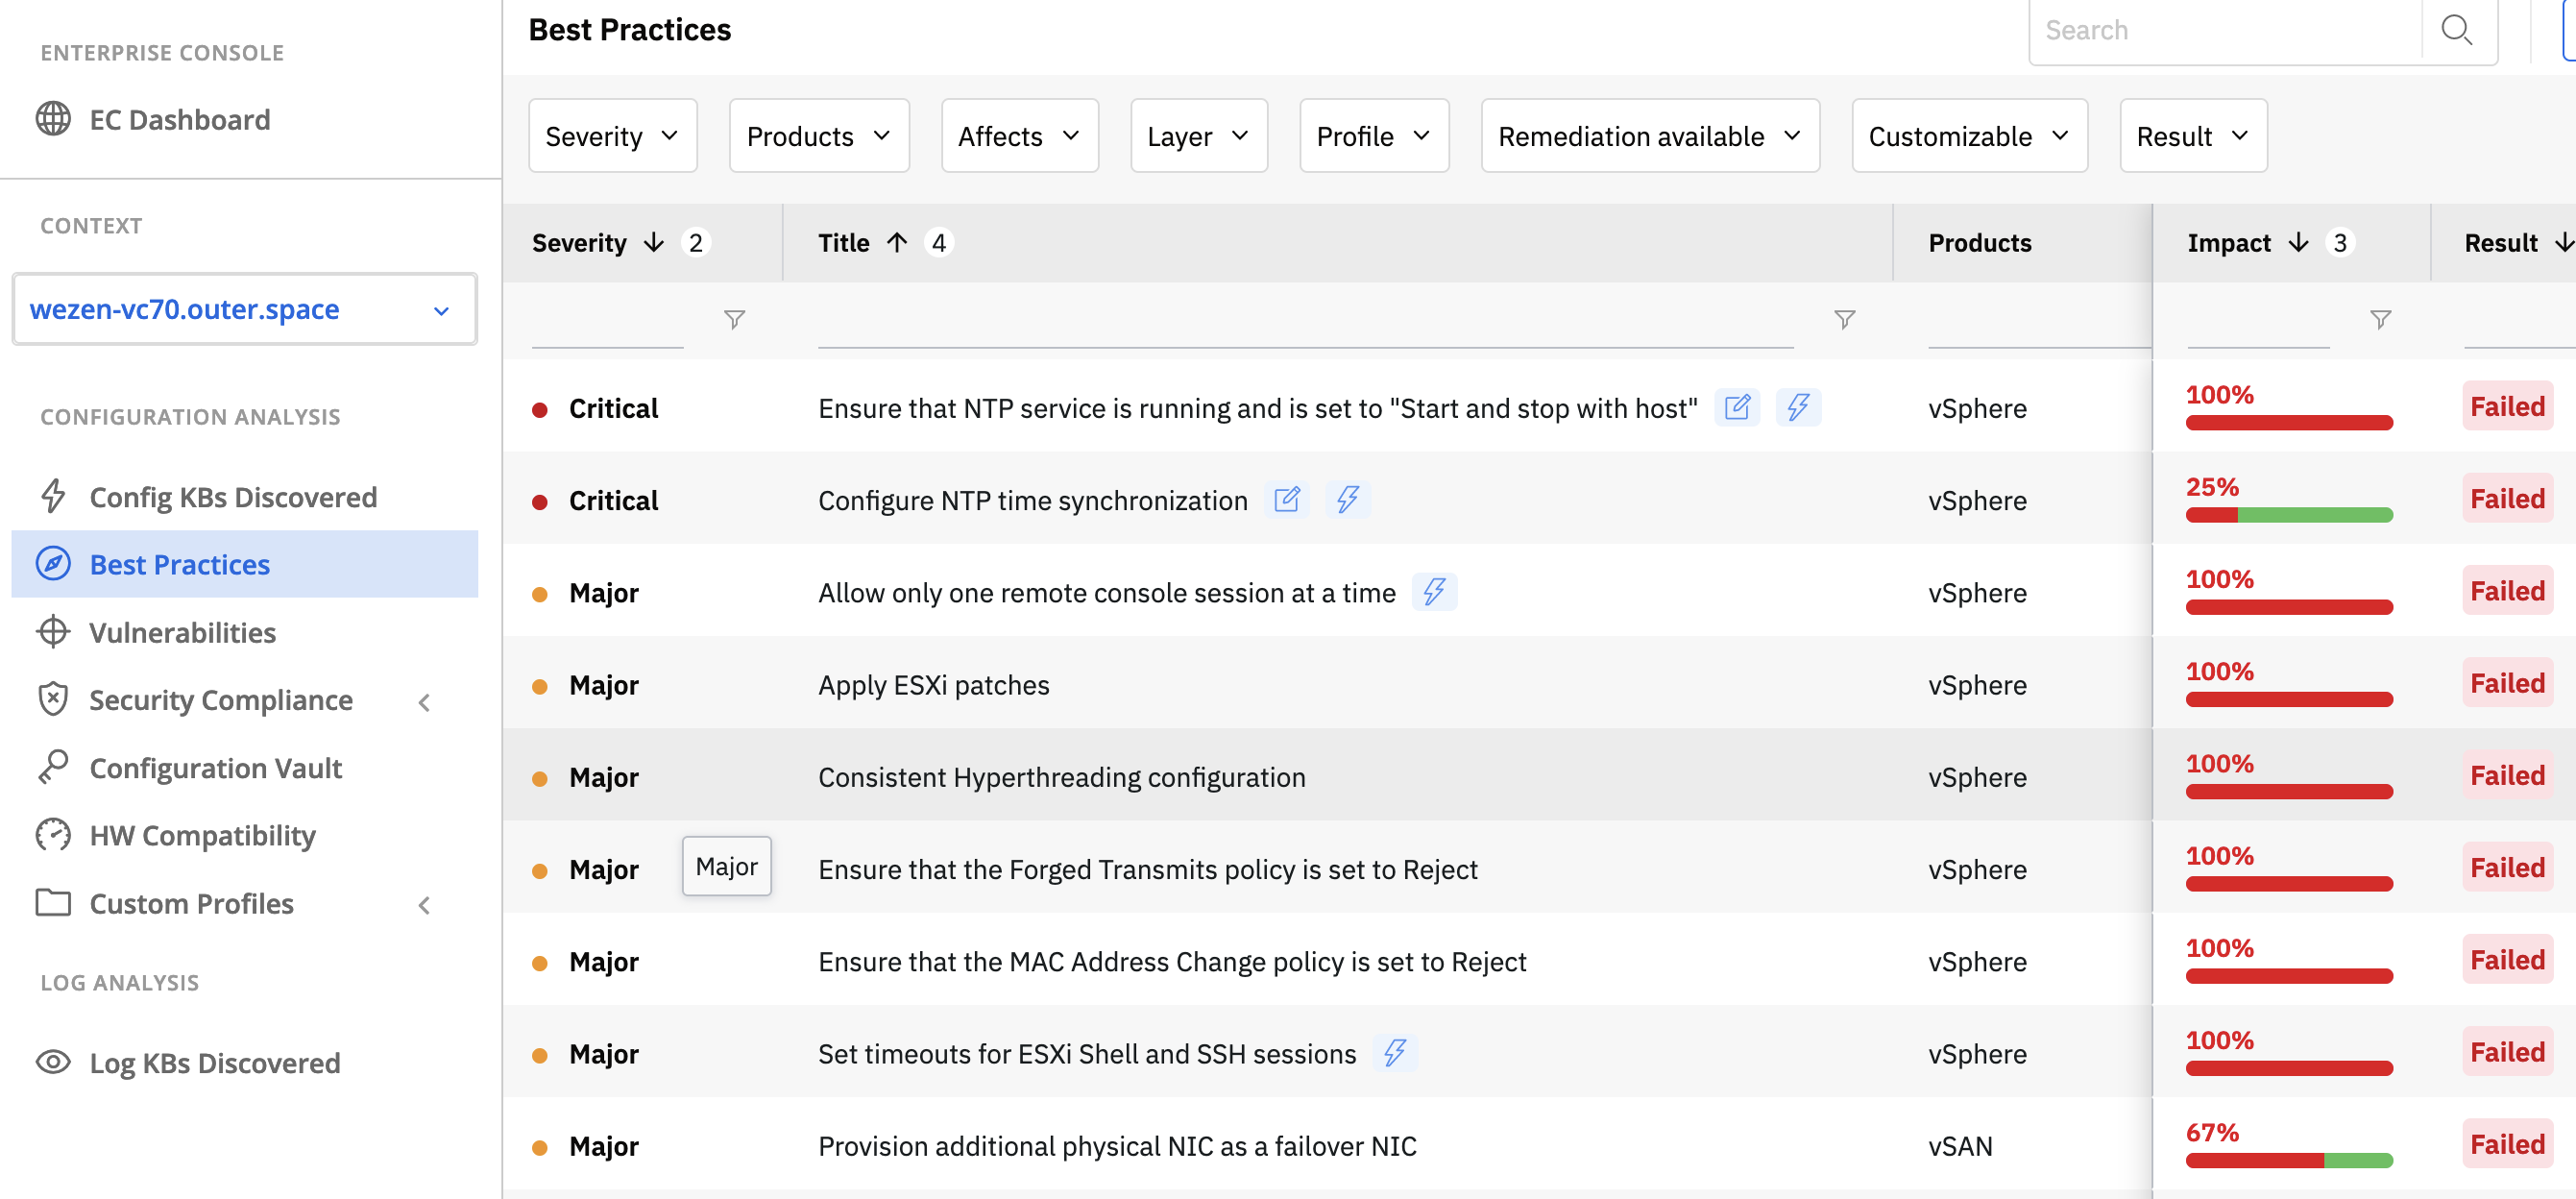 ENTERPRISE CONSOLE
EC Dashboard
CONTEXT
wezen-vc70.outer.space
CONFIGURATION ANALYSIS
Config KBs Discovered
Best Practices
Vulnerabilities
Security Compliance
Configuration Vault
HW Compatibility
Custom Profiles
LOG ANALYSIS
Log KBs Discovered
Best Practices
Search
Severity Products Affects Layer Profile Remediation available Customizable Result
Severity 2 Title 4 Products Impact 3 Result
Critical Ensure that NTP service is running and is set to "Start and stop with host" vSphere 100% Failed
Critical Configure NTP time synchronization vSphere 25% Failed
Major Allow only one remote console session at a time vSphere 100% Failed
Major Apply ESXi patches vSphere 100% Failed
Major Consistent Hyperthreading configuration vSphere 100% Failed
Major Major Ensure that the Forged Transmits policy is set to Reject vSphere 100% Failed
Major Ensure that the MAC Address Change policy is set to Reject vSphere 100% Failed
Major Set timeouts for ESXi Shell and SSH sessions vSphere 100% Failed
Major Provision additional physical NIC as a failover NIC vSAN 67% Failed